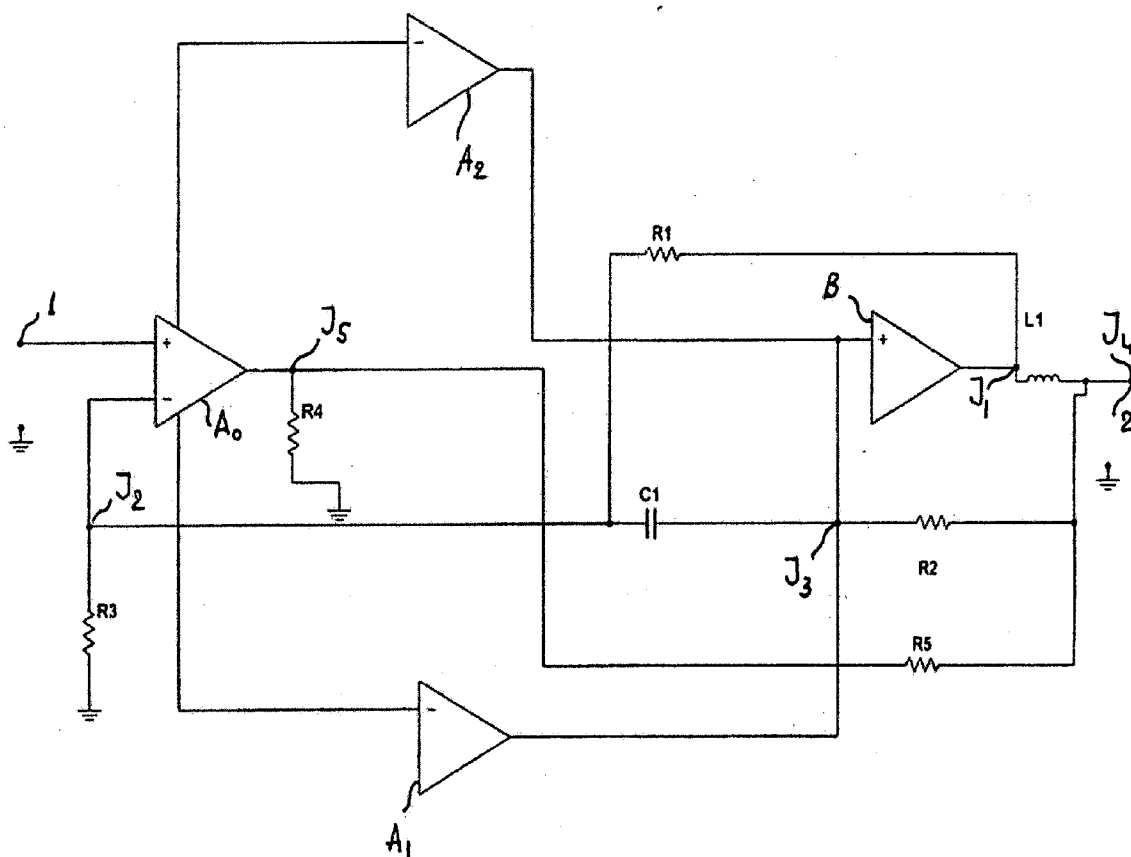 -
A₂
R1
1
B
J₅
+
+
L1
J₄
-
A₀
R4
J₁
2
J₂
C1
J₃
R2
R3
R5
-
A₁